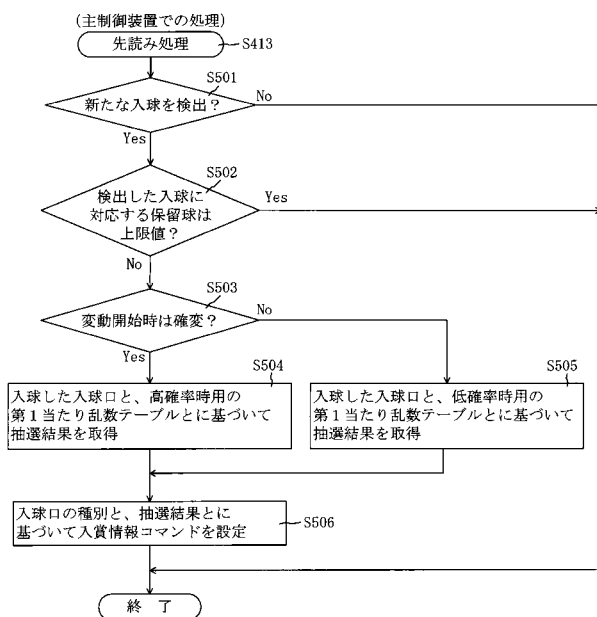 (主制御装置での処理)
先読み処理
S413
S501
新たな入球を検出？
No
Yes
S502
検出した入球に
対応する保留球は
上限値？
Yes
No
S503
変動開始時は確変？
No
Yes
S504
入球した入球口と、高確率時用の
第１当たり乱数テーブルとに基づいて
抽選結果を取得
S505
入球した入球口と、低確率時用の
第１当たり乱数テーブルとに基づいて
抽選結果を取得
入球口の種別と、抽選結果とに
基づいて入賞情報コマンドを設定
S506
終　了